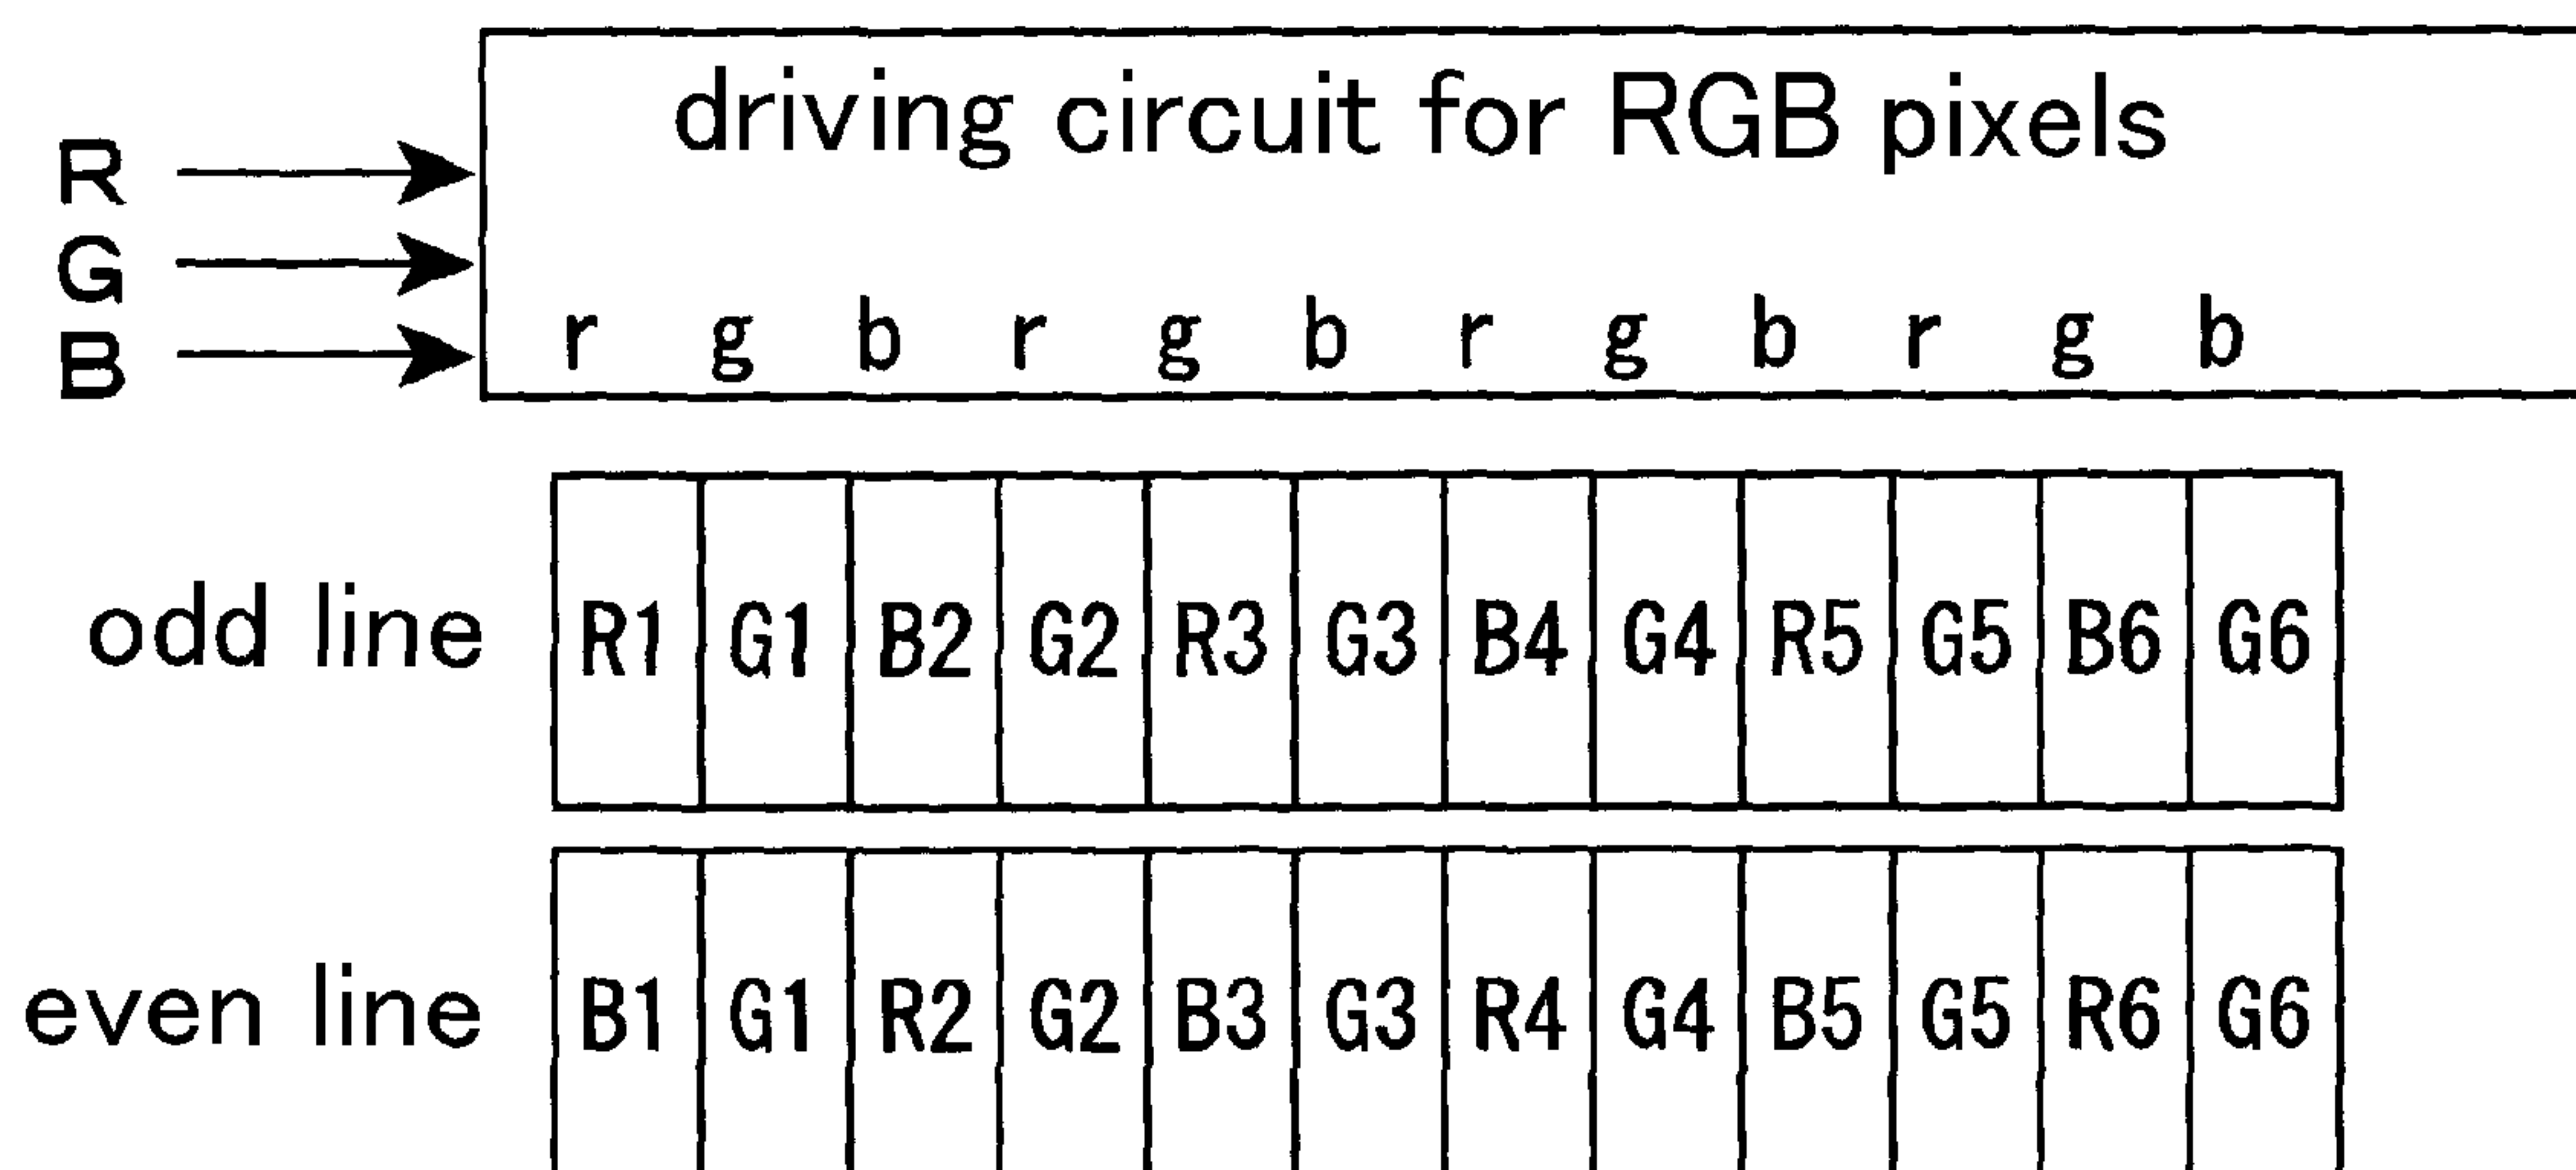 driving circuit for RGB pixels
R
G
B
r g b r g b r g b r g b
odd line R1 G1 B2 G2 R3 G3 B4 G4 R5 G5 B6 G6
even line B1 G1 R2 G2 B3 G3 R4 G4 B5 G5 R6 G6